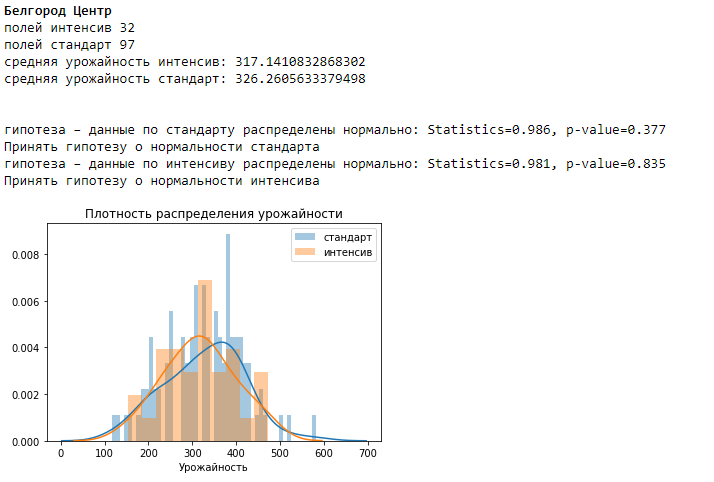 Белгород Центр
полей интенсив 32
полей стандарт 97
средняя урожайность интенсив: 317.1410832868302
средняя урожайность стандарт: 326.2605633379498
гипотеза – данные по стандарту распределены нормально: Statistics=0.986, p-value=0.377
Принять гипотезу о нормальности стандарта
гипотеза – данные по интенсиву распределены нормально: Statistics=0.981, p-value=0.835
Принять гипотезу о нормальности интенсива
Плотность распределения урожайности
стандарт
интенсив
0.008
0.006
0.004
0.002
0.000
0 100 200 300 400 500 600 700
Урожайность